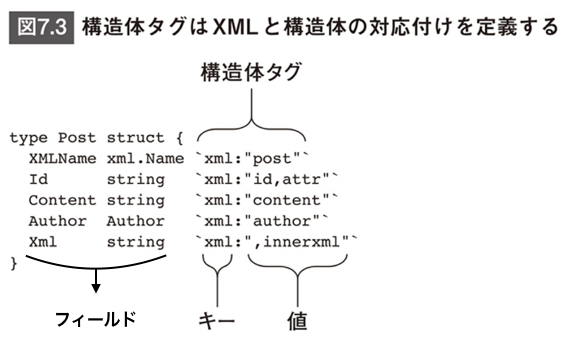 図7.3 構造体タグはXMLと構造体の対応付けを定義する
構造体タグ
type Post struct {
  XMLName xml.Name `xml:"post"`
  Id      string   `xml:"id,attr"`
  Content string   `xml:"content"`
  Author  Author   `xml:"author"`
  Xml     string   `xml:",innerxml"`
}
フィールド キー 値